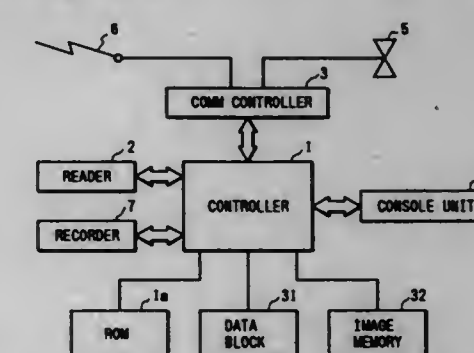 6
5
3
COMM CONTROLLER
2
1
READER
7
CONTROLLER
CONSOLE UNIT
RECORDER
1a
31
32
ROM
DATA
BLOCK
IMAGE
MEMORY